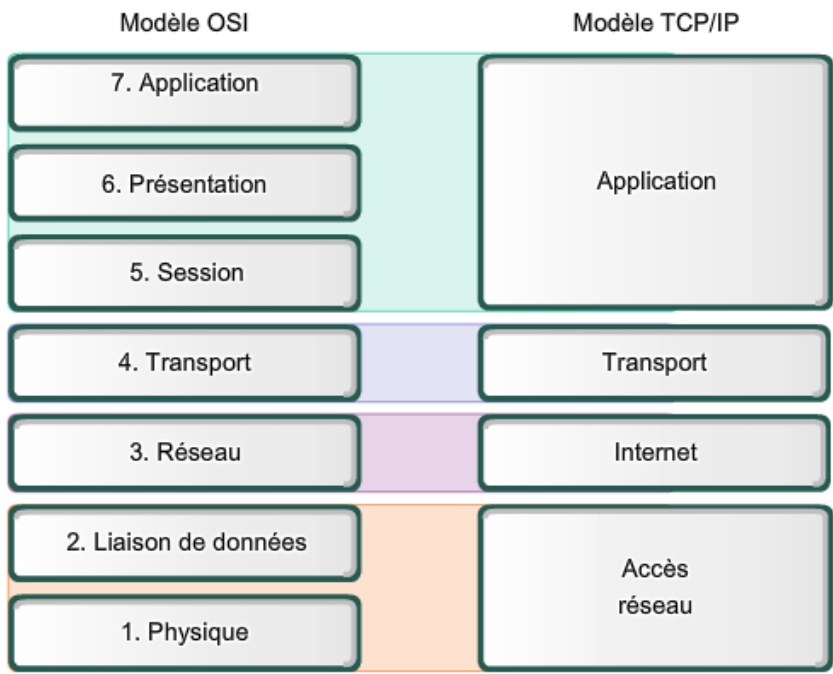 Modèle OSI
Modèle TCP/IP
7. Application
6. Présentation
5. Session
Application
4. Transport
Transport
3. Réseau
Internet
2. Liaison de données
1. Physique
Accès
réseau